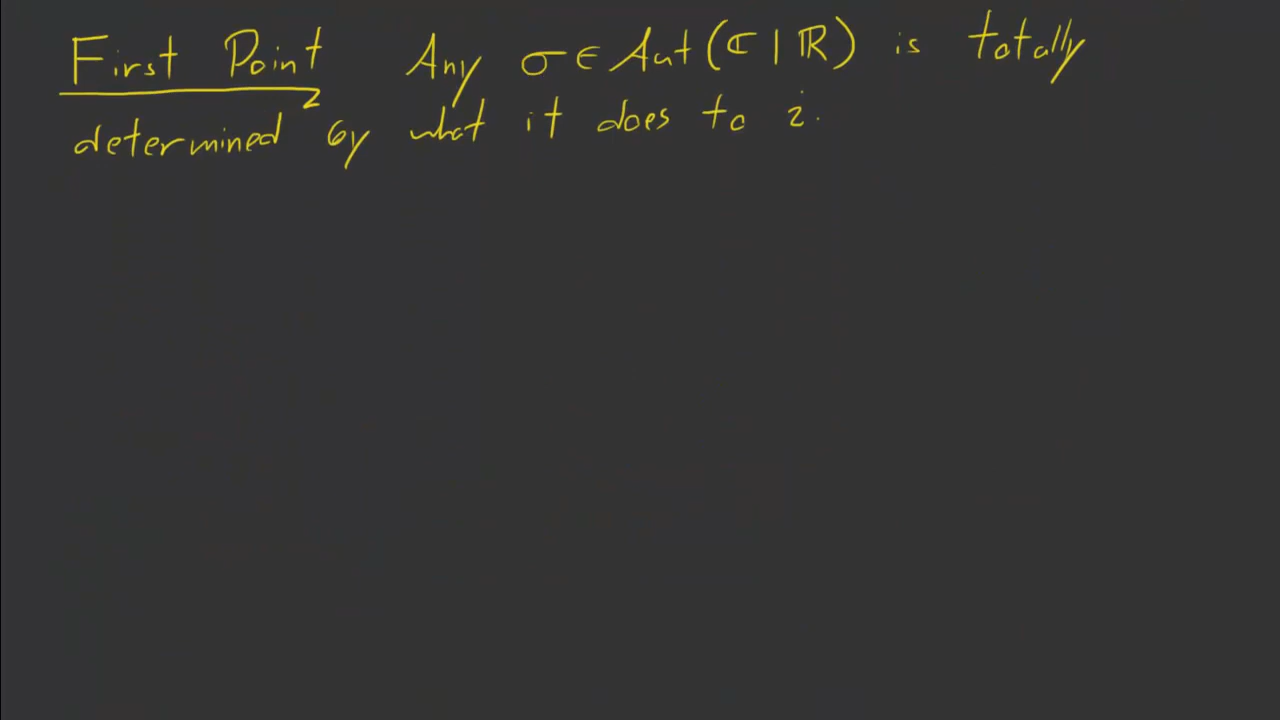 First Point Any σ ∈ Aut(ℂ | ℝ) is totally
determined by what it does to i.